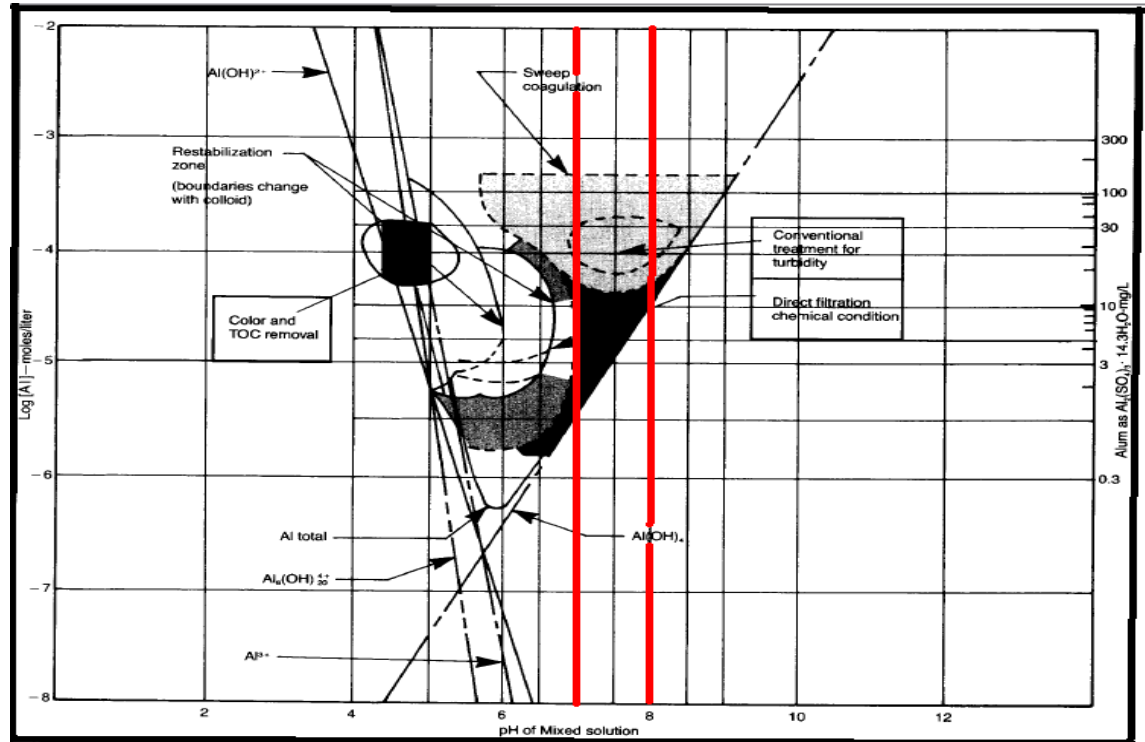 -2
-3
-4
-5
-6
-7
-8
Log [Al]—moles/liter
Al(OH)²⁺
Restabilization
zone
(boundaries change
with colloid)
Color and
TOC removal
Al total
Al₈(OH)₂₀⁴⁺
Al³⁺
Sweep
coagulation
Conventional
treatment for
turbidity
Direct filtration
chemical condition
Al(OH)₄
300
100
30
10
3
0.3
Alum as Al₂(SO₄)₃ · 14.3H₂O-mg/L
2
4
6
8
10
12
pH of Mixed solution